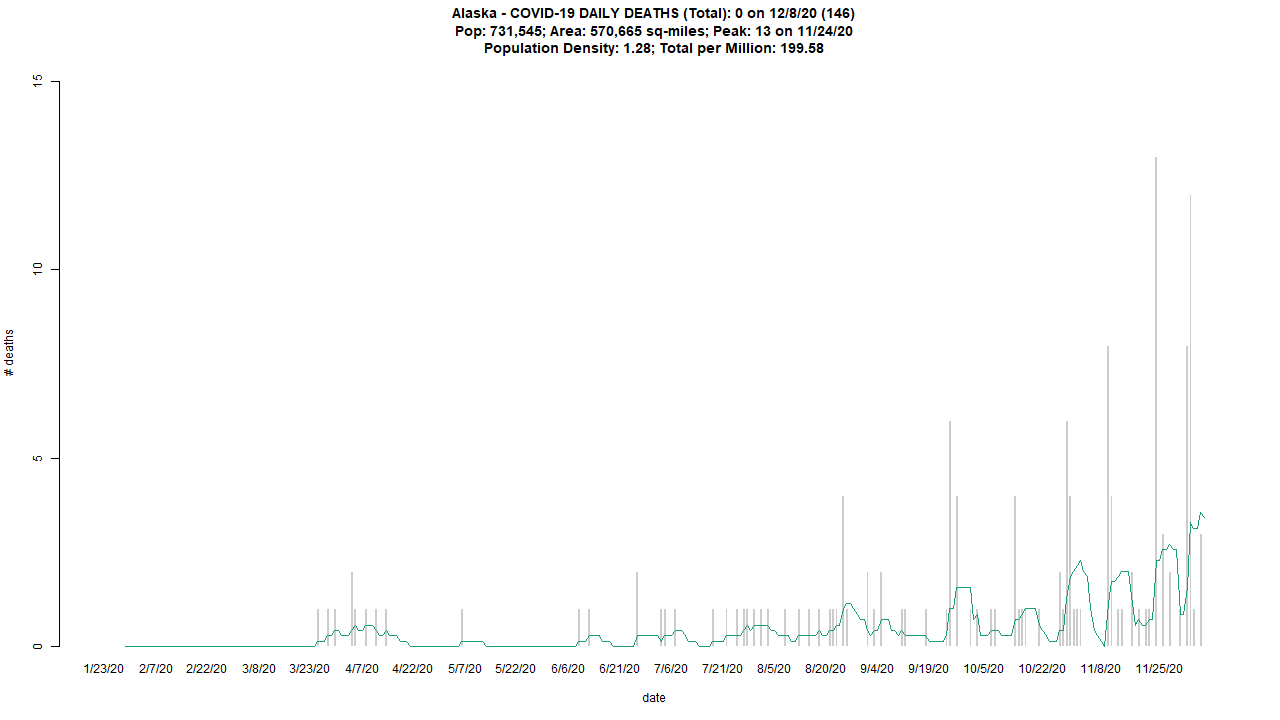 Alaska - COVID-19 DAILY DEATHS (Total): 0 on 12/8/20 (146)
Pop: 731,545; Area: 570,665 sq-miles; Peak: 13 on 11/24/20
Population Density: 1.28; Total per Million: 199.58
15
10
5
0
# deaths
1/23/20 2/7/20 2/22/20 3/8/20 3/23/20 4/7/20 4/22/20 5/7/20 5/22/20 6/6/20 6/21/20 7/6/20 7/21/20 8/5/20 8/20/20 9/4/20 9/19/20 10/5/20 10/22/20 11/8/20 11/25/20
date